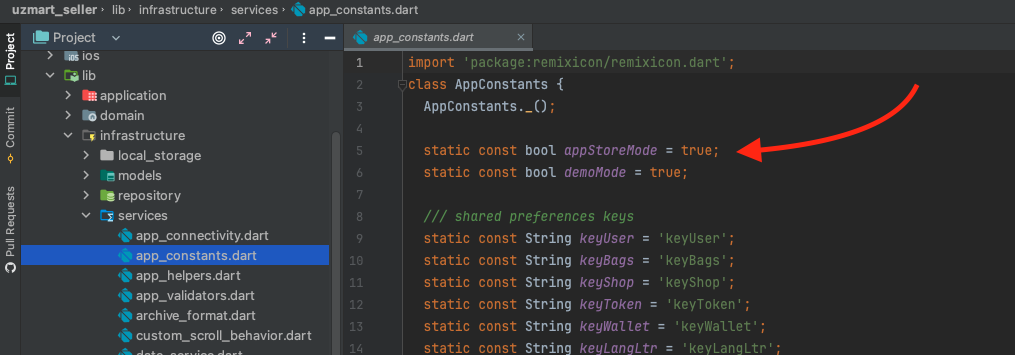 uzmart_seller › lib › infrastructure › services › app_constants.dart
Project
Commit
Pull Requests
Project
ios
lib
application
domain
infrastructure
local_storage
models
repository
services
app_connectivity.dart
app_constants.dart
app_helpers.dart
app_validators.dart
archive_format.dart
custom_scroll_behavior.dart
date_service.dart
app_constants.dart ×
1 import 'package:remixicon/remixicon.dart';
2 class AppConstants {
3 AppConstants._();
4
5 static const bool appStoreMode = true;
6 static const bool demoMode = true;
7
8 /// shared preferences keys
9 static const String keyUser = 'keyUser';
10 static const String keyBags = 'keyBags';
11 static const String keyShop = 'keyShop';
12 static const String keyToken = 'keyToken';
13 static const String keyWallet = 'keyWallet';
14 static const String keyLangLtr = 'keyLangLtr';